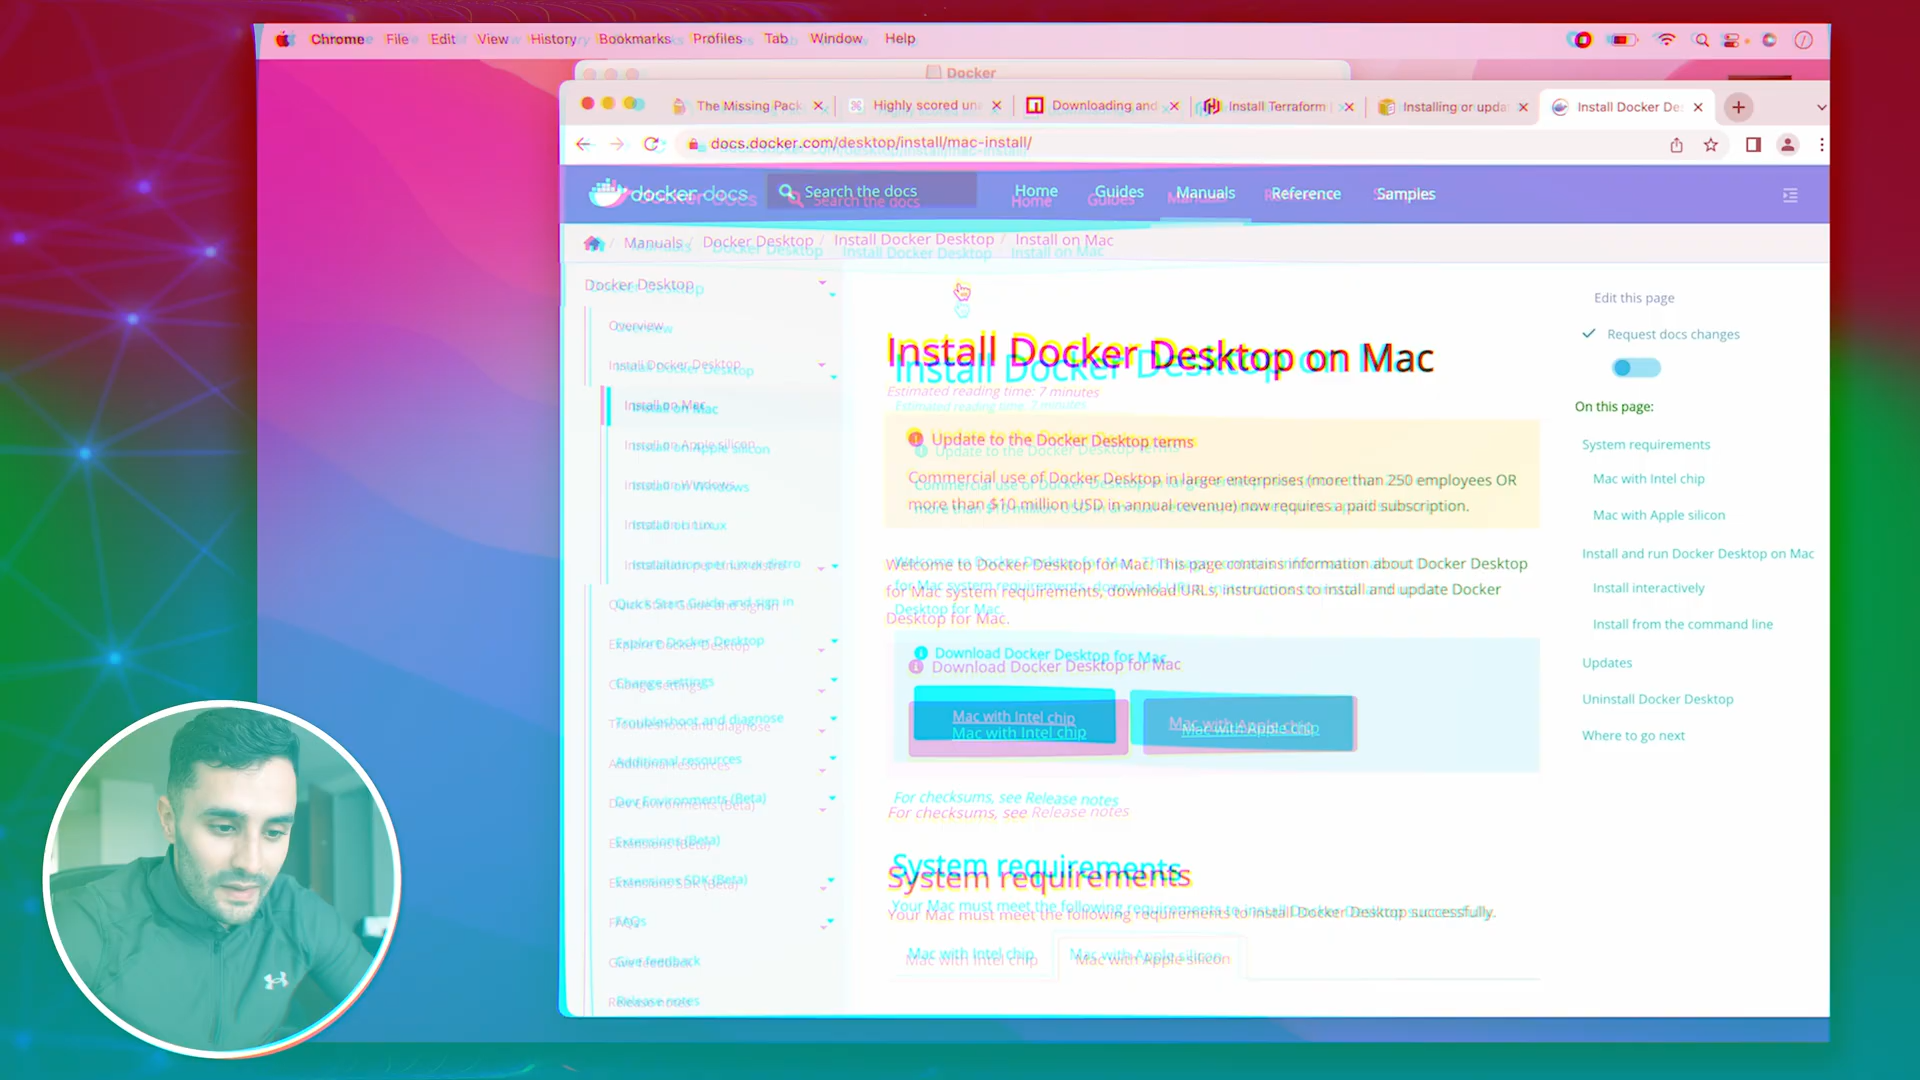 Chrome File Edit View History Bookmarks Profiles Tab Window Help
Docker
The Missing Pack
Highly scored una
Downloading and
Install Terraform
Installing or upda
Install Docker De
docs.docker.com/desktop/install/mac-install/
docker docs
Search the docs
Home Guides Manuals Reference Samples
/ Manuals / Docker Desktop / Install Docker Desktop / Install on Mac
Docker Desktop
Overview
Install Docker Desktop
Install on Mac
Install on Apple silicon
Install on Windows
Install on Linux
Installation per Linux distro
Quick Start Guide and sign in
Explore Docker Desktop
Change settings
Troubleshoot and diagnose
Additional resources
Dev Environments (Beta)
Extensions (Beta)
Extensions SDK (Beta)
FAQs
Give feedback
Release notes
Install Docker Desktop on Mac
Estimated reading time: 7 minutes
Update to the Docker Desktop terms
Commercial use of Docker Desktop in larger enterprises (more than 250 employees OR
more than $10 million USD in annual revenue) now requires a paid subscription.
Welcome to Docker Desktop for Mac. This page contains information about Docker Desktop
for Mac system requirements, download URLs, instructions to install and update Docker
Desktop for Mac.
Download Docker Desktop for Mac
Mac with Intel chip
Mac with Apple chip
For checksums, see Release notes
System requirements
Your Mac must meet the following requirements to install Docker Desktop successfully.
Mac with Intel chip
Mac with Apple silicon
Edit this page
Request docs changes
On this page:
System requirements
Mac with Intel chip
Mac with Apple silicon
Install and run Docker Desktop on Mac
Install interactively
Install from the command line
Updates
Uninstall Docker Desktop
Where to go next